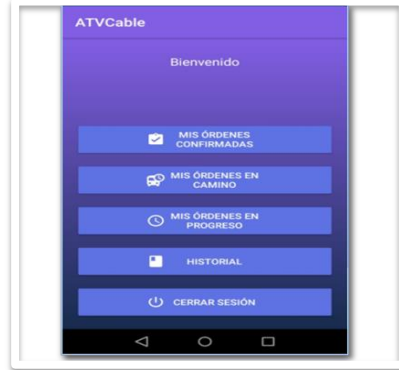 ATVCable
Bienvenido
MIS ÓRDENES
CONFIRMADAS
MIS ÓRDENES EN
CAMINO
MIS ÓRDENES EN
PROGRESO
HISTORIAL
CERRAR SESIÓN